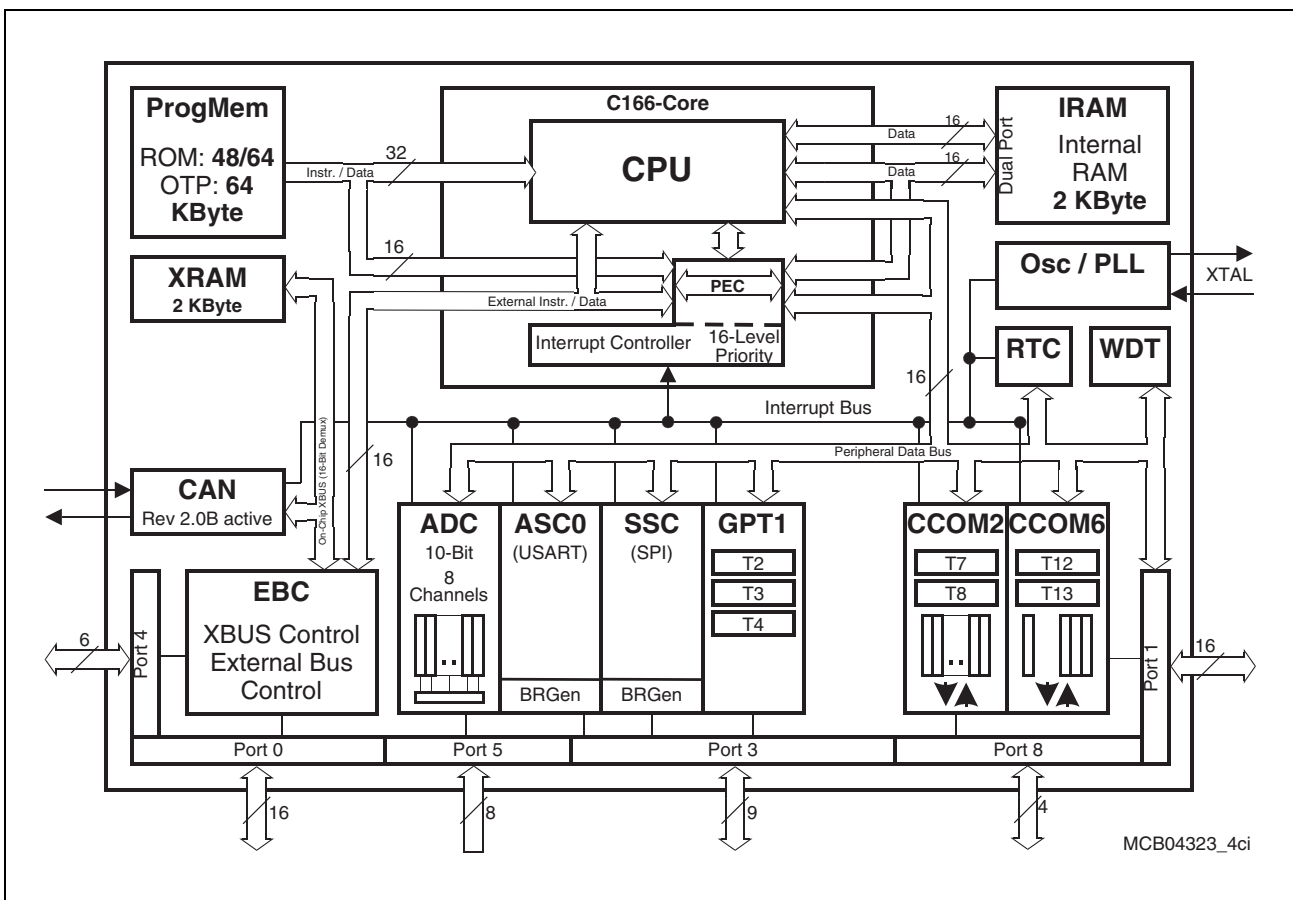 ProgMem
ROM: 48/64
OTP: 64
KByte
C166-Core
CPU
IRAM
Internal
RAM
2 KByte
Dual Port
32
Instr. / Data
16
Data
16
Data
16
XRAM
2 KByte
External Instr. / Data
PEC
Interrupt Controller
16-Level
Priority
Osc / PLL
XTAL
RTC
WDT
16
Interrupt Bus
Peripheral Data Bus
On-Chip XBUS (16-Bit Demux)
16
CAN
Rev 2.0B active
EBC
XBUS Control
External Bus
Control
ADC
10-Bit
8
Channels
ASC0
(USART)
BRGen
SSC
(SPI)
BRGen
GPT1
T2
T3
T4
CCOM2
T7
T8
CCOM6
T12
T13
6
Port 4
Port 1
16
Port 0
Port 5
Port 3
Port 8
16
8
9
4
MCB04323_4ci